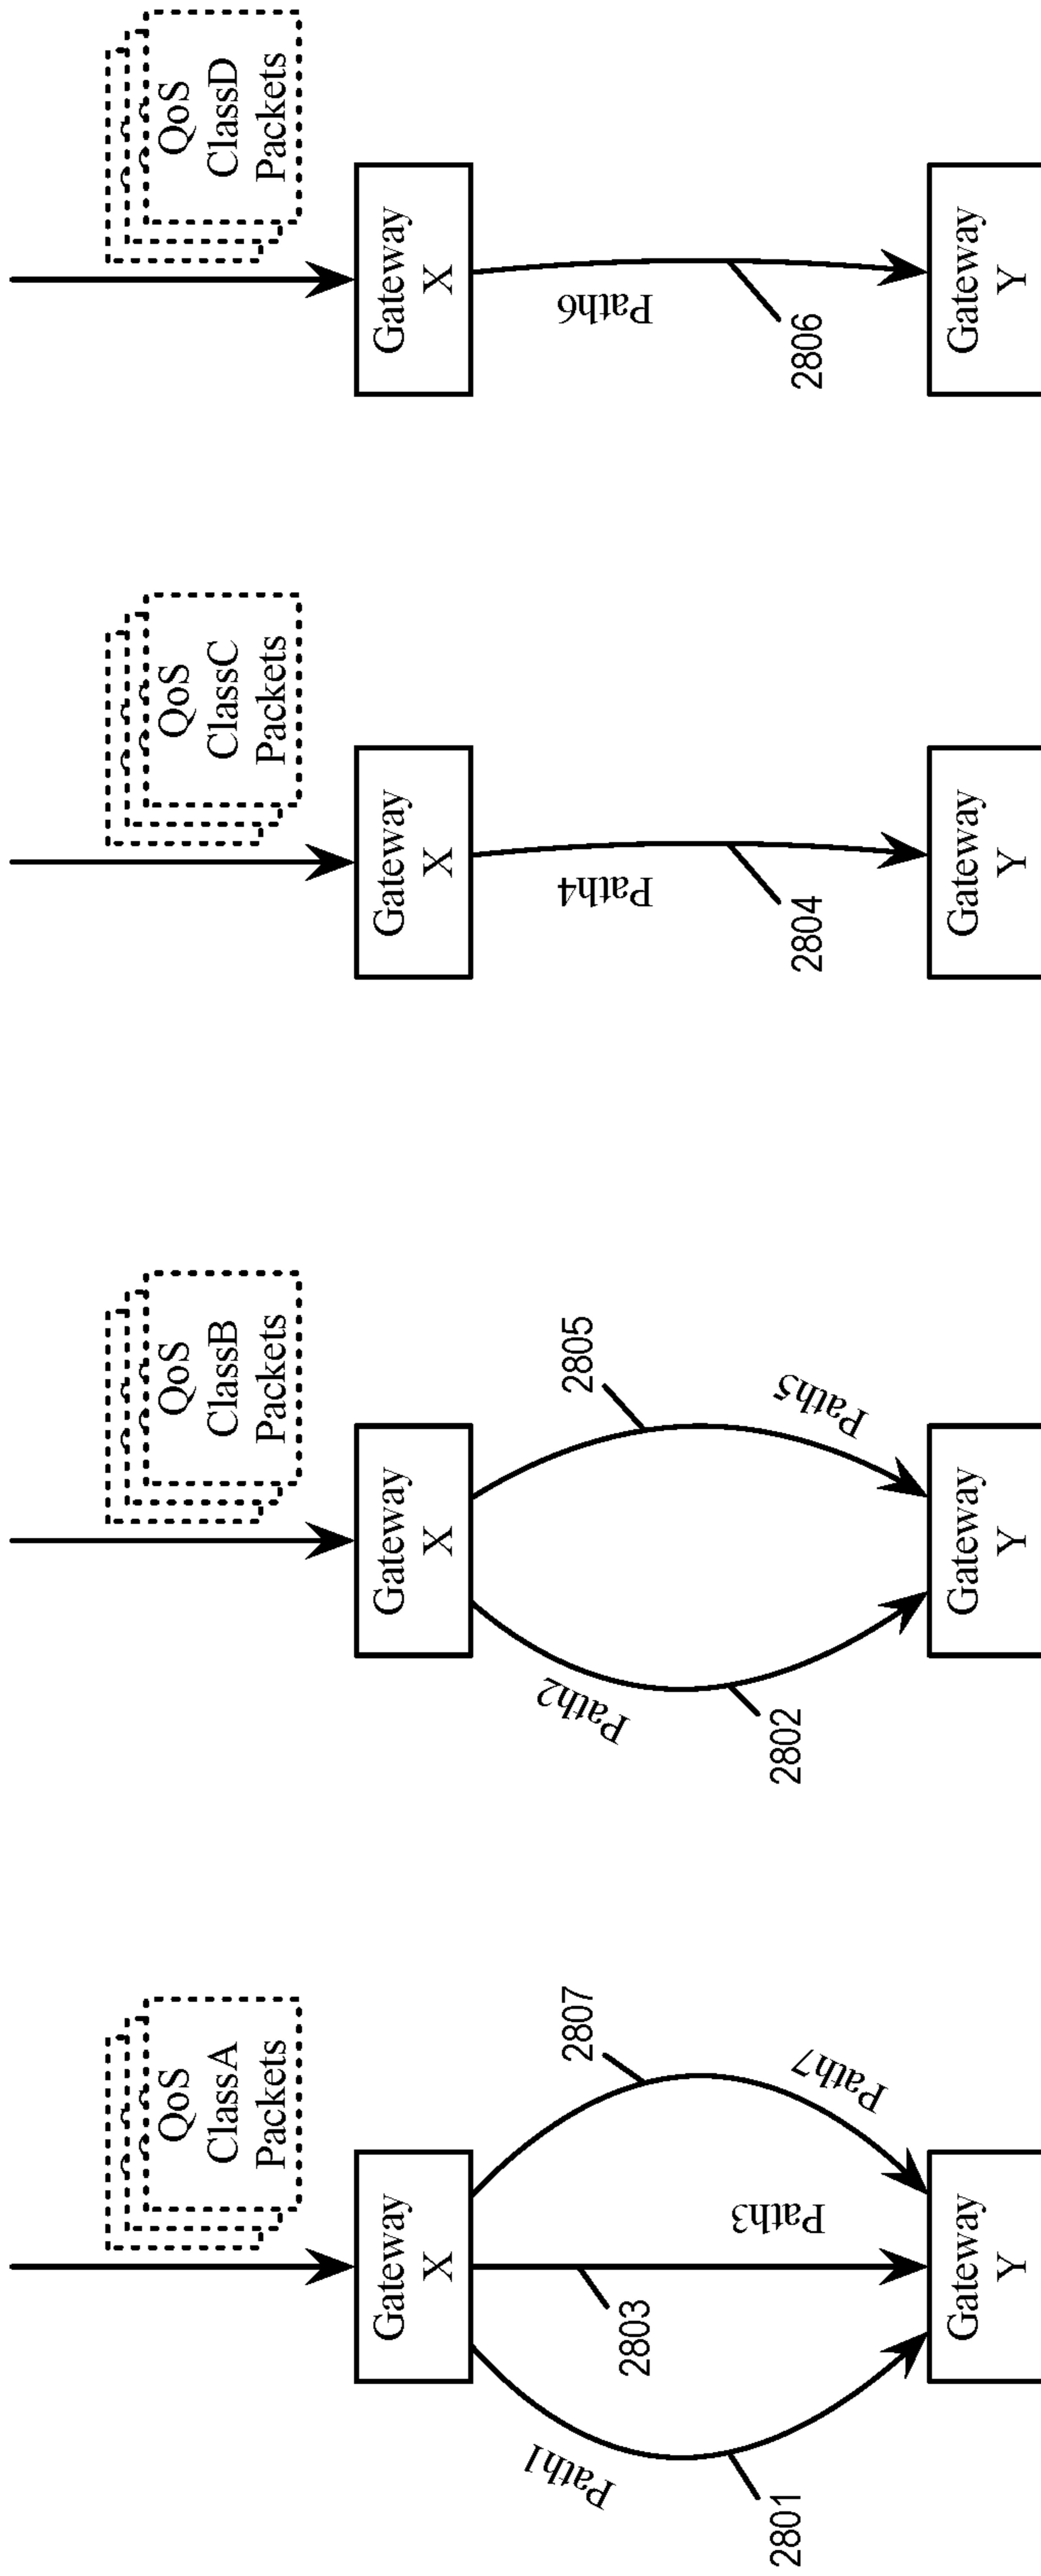 QoS
ClassA
Packets
Gateway
X
Path1
2801
2803
Path3
2807
Path7
Gateway
Y
QoS
ClassB
Packets
Gateway
X
Path2
2802
2805
Path5
Gateway
Y
QoS
ClassC
Packets
Gateway
X
Path4
2804
Gateway
Y
QoS
ClassD
Packets
Gateway
X
Path6
2806
Gateway
Y